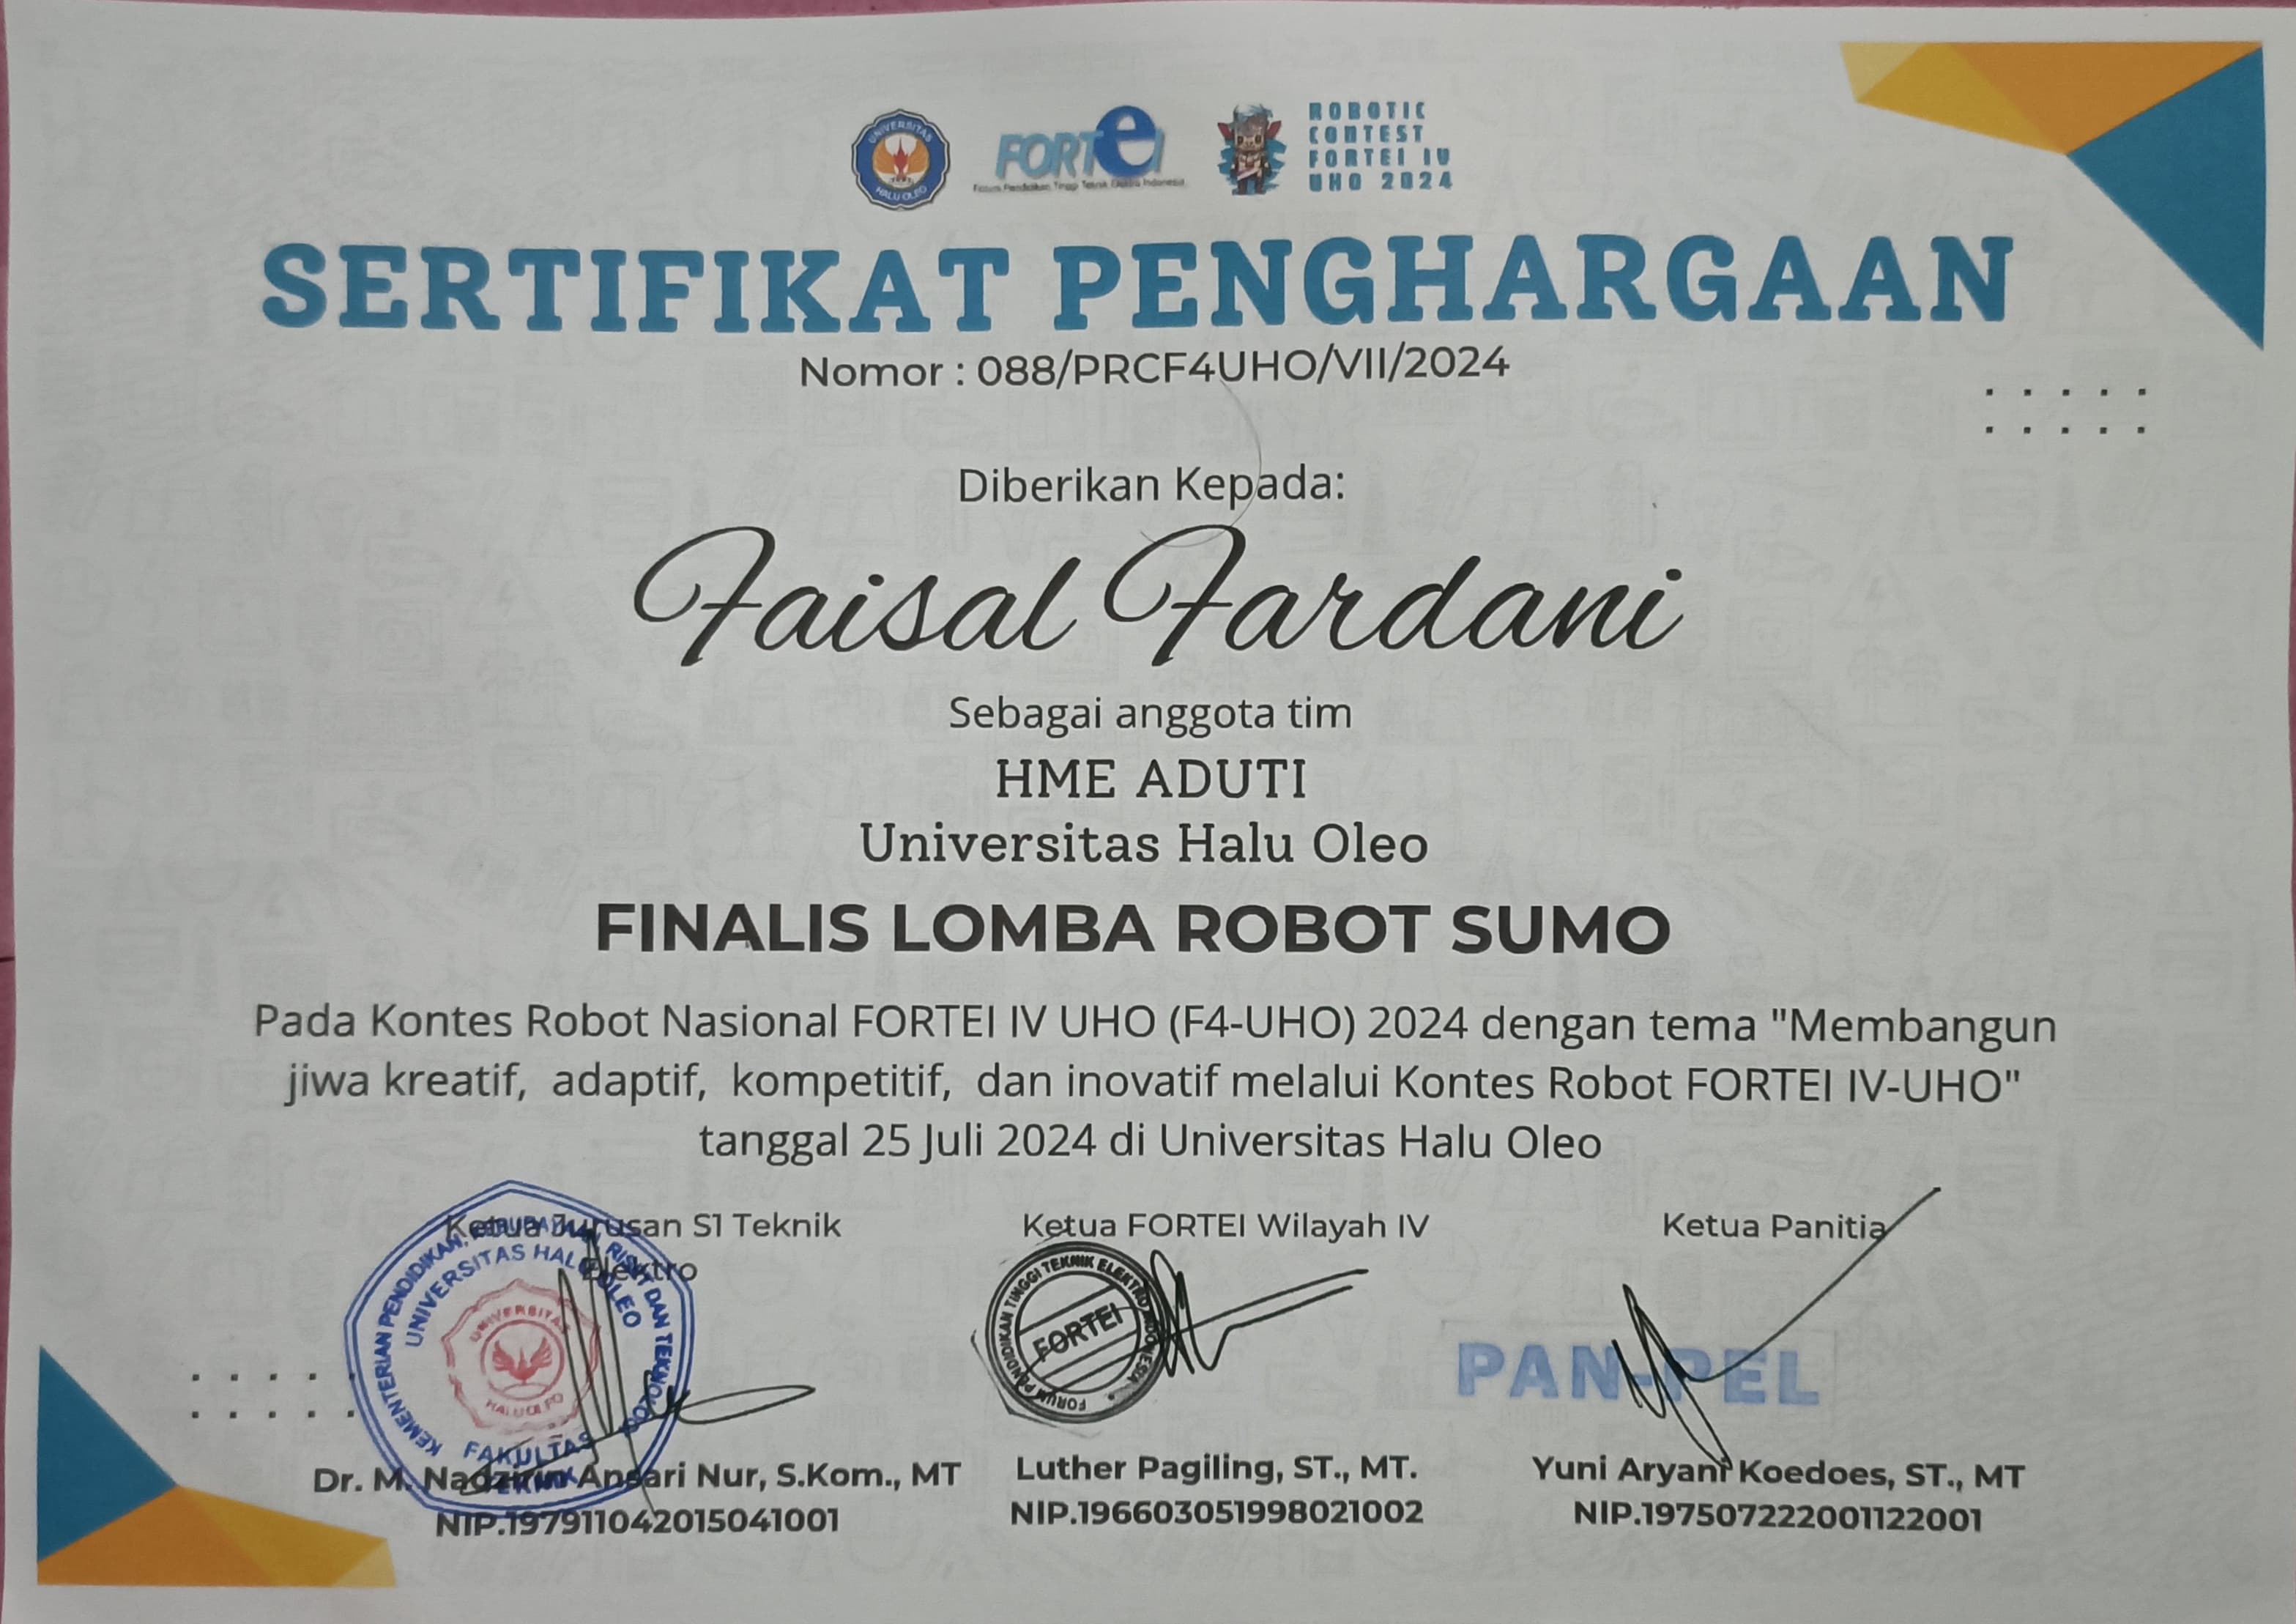 UNIVERSITAS
HALU OLEO
FORTEI
Forum Pendidikan Tinggi Teknik Elektro Indonesia
ROBOTIC
CONTEST
FORTEI IV
UHO 2024
SERTIFIKAT PENGHARGAAN
Nomor : 088/PRCF4UHO/VII/2024
Diberikan Kepada:
Faisal Fardani
Sebagai anggota tim
HME ADUTI
Universitas Halu Oleo
FINALIS LOMBA ROBOT SUMO
Pada Kontes Robot Nasional FORTEI IV UHO (F4-UHO) 2024 dengan tema "Membangun
jiwa kreatif, adaptif, kompetitif, dan inovatif melalui Kontes Robot FORTEI IV-UHO"
tanggal 25 Juli 2024 di Universitas Halu Oleo
Ketua Jurusan S1 Teknik
Elektro
KEMENTERIAN PENDIDIKAN, KEBUDAYAAN, RISET DAN TEKNOLOGI
UNIVERSITAS HALU OLEO
UNIVERSITAS
HALU OLEO
FAKULTAS
TEKNIK
Dr. M. Nadzirin Ansari Nur, S.Kom., MT
NIP.197911042015041001
Ketua FORTEI Wilayah IV
FORUM PENDIDIKAN TINGGI TEKNIK ELEKTRO INDONESIA
FORTEI
Luther Pagiling, ST., MT.
NIP.196603051998021002
Ketua Panitia
PAN-PEL
Yuni Aryani Koedoes, ST., MT
NIP.197507222001122001